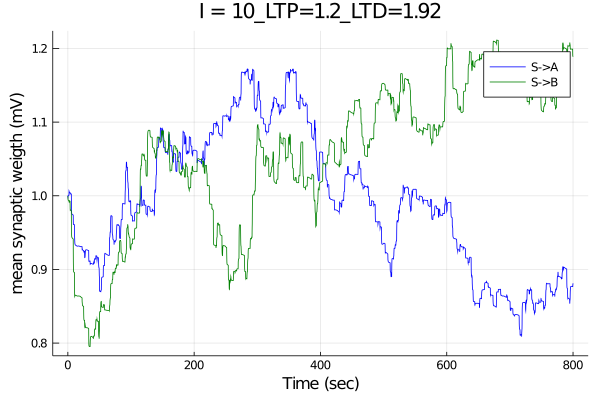 I = 10_LTP=1.2_LTD=1.92
mean synaptic weigth (mV)
1.2
1.1
1.0
0.9
0.8
S->A
S->B
0
200
400
600
800
Time (sec)